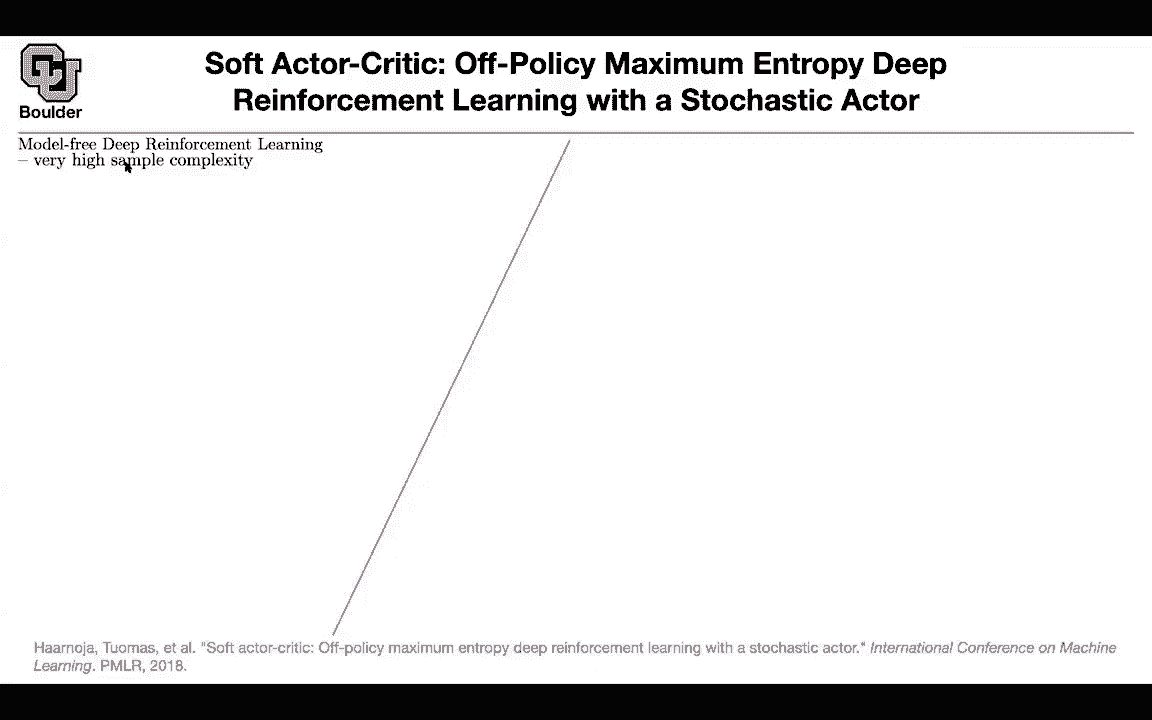 Soft Actor-Critic: Off-Policy Maximum Entropy Deep
Reinforcement Learning with a Stochastic Actor
CU
Boulder
Model-free Deep Reinforcement Learning
– very high sample complexity
Haarnoja, Tuomas, et al. "Soft actor-critic: Off-policy maximum entropy deep reinforcement learning with a stochastic actor." International Conference on Machine
Learning. PMLR, 2018.